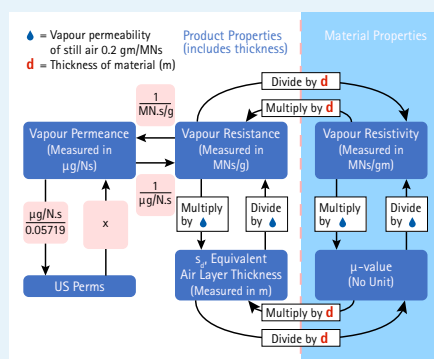 = Vapour permeability
of still air 0.2 gm/MNs
d = Thickness of material (m)
Product Properties
(includes thickness)
Material Properties
Divide by d
Multiply by d
1
MN.s/g
Vapour Permeance
(Measured in
µg/Ns)
Vapour Resistance
(Measured in
MNs/g)
Vapour Resistivity
(Measured in
MNs/gm)
1
µg/N.s
µg/N.s
0.05719
x
Multiply
by
Divide
by
Multiply
by
Divide
by
US Perms
sd, Equivalent
Air Layer Thickness
(Measured in m)
µ-value
(No Unit)
Multiply by d
Divide by d